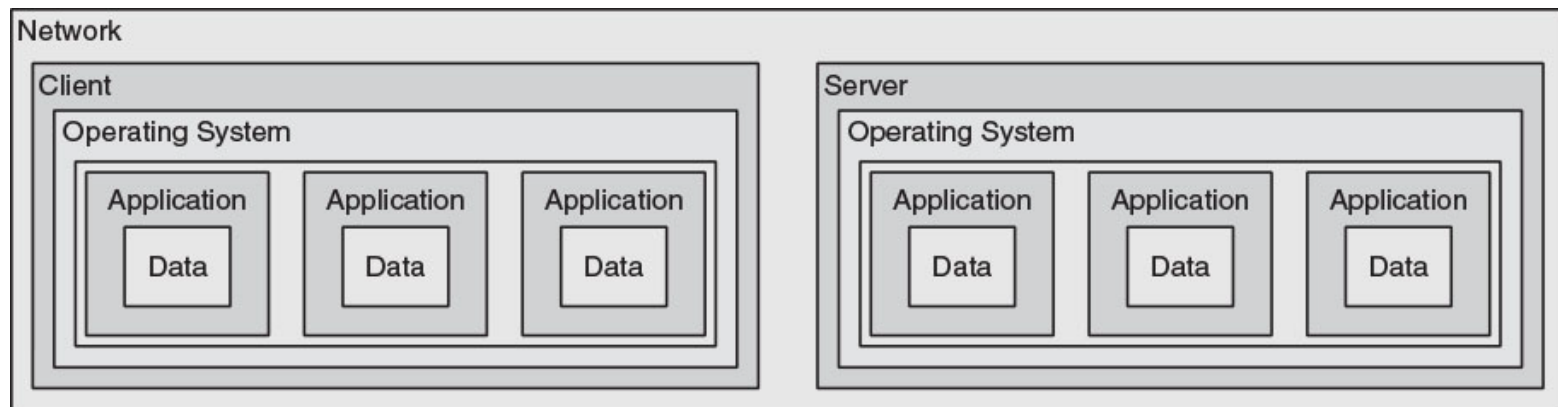 Network
Client
Operating System
Application Application Application
Data Data Data
Server
Operating System
Application Application Application
Data Data Data